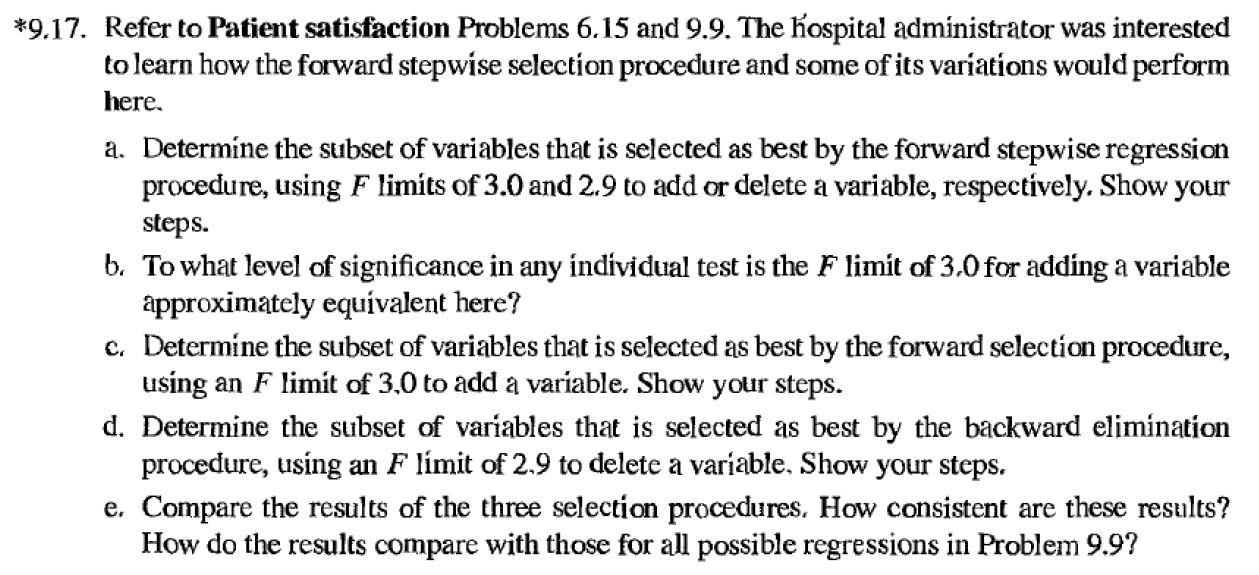 *9.17. Refer to Patient satisfaction Problems 6.15 and 9.9. The hospital administrator was interested
to learn how the forward stepwise selection procedure and some of its variations would perform
here.
a. Determine the subset of variables that is selected as best by the forward stepwise regression
procedure, using F limits of 3.0 and 2.9 to add or delete a variable, respectively. Show your
steps.
b. To what level of significance in any individual test is the F limit of 3.0 for adding a variable
approximately equivalent here?
c. Determine the subset of variables that is selected as best by the forward selection procedure,
using an F limit of 3.0 to add a variable. Show your steps.
d. Determine the subset of variables that is selected as best by the backward elimination
procedure, using an F limit of 2.9 to delete a variable. Show your steps.
e. Compare the results of the three selection procedures. How consistent are these results?
How do the results compare with those for all possible regressions in Problem 9.9?